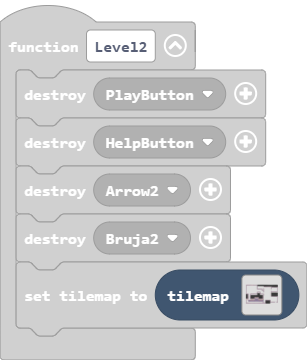 function Level2
destroy PlayButton
destroy HelpButton
destroy Arrow2
destroy Bruja2
set tilemap to tilemap